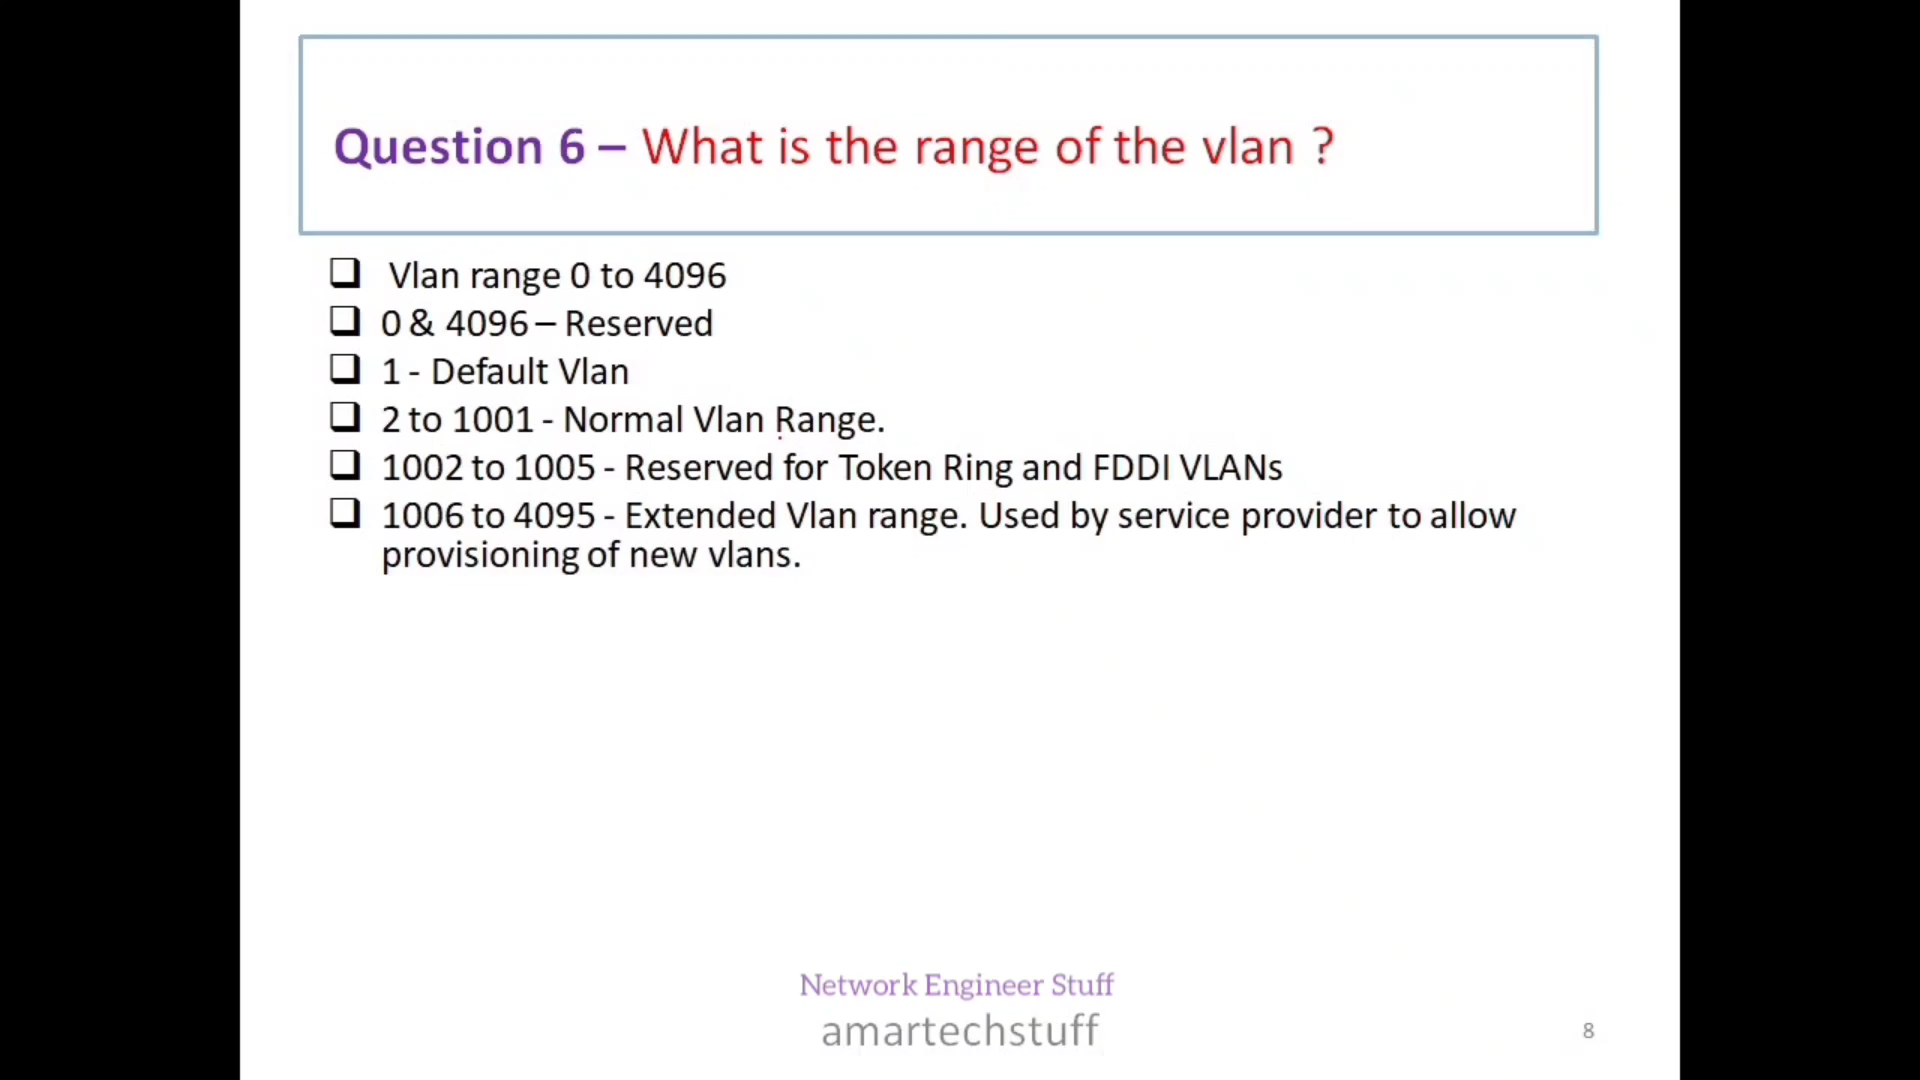 Question 6 – What is the range of the vlan ?
❑ Vlan range 0 to 4096
❑ 0 & 4096 – Reserved
❑ 1 - Default Vlan
❑ 2 to 1001 - Normal Vlan Range.
❑ 1002 to 1005 - Reserved for Token Ring and FDDI VLANs
❑ 1006 to 4095 - Extended Vlan range. Used by service provider to allow
provisioning of new vlans.
Network Engineer Stuff
amartechstuff
8